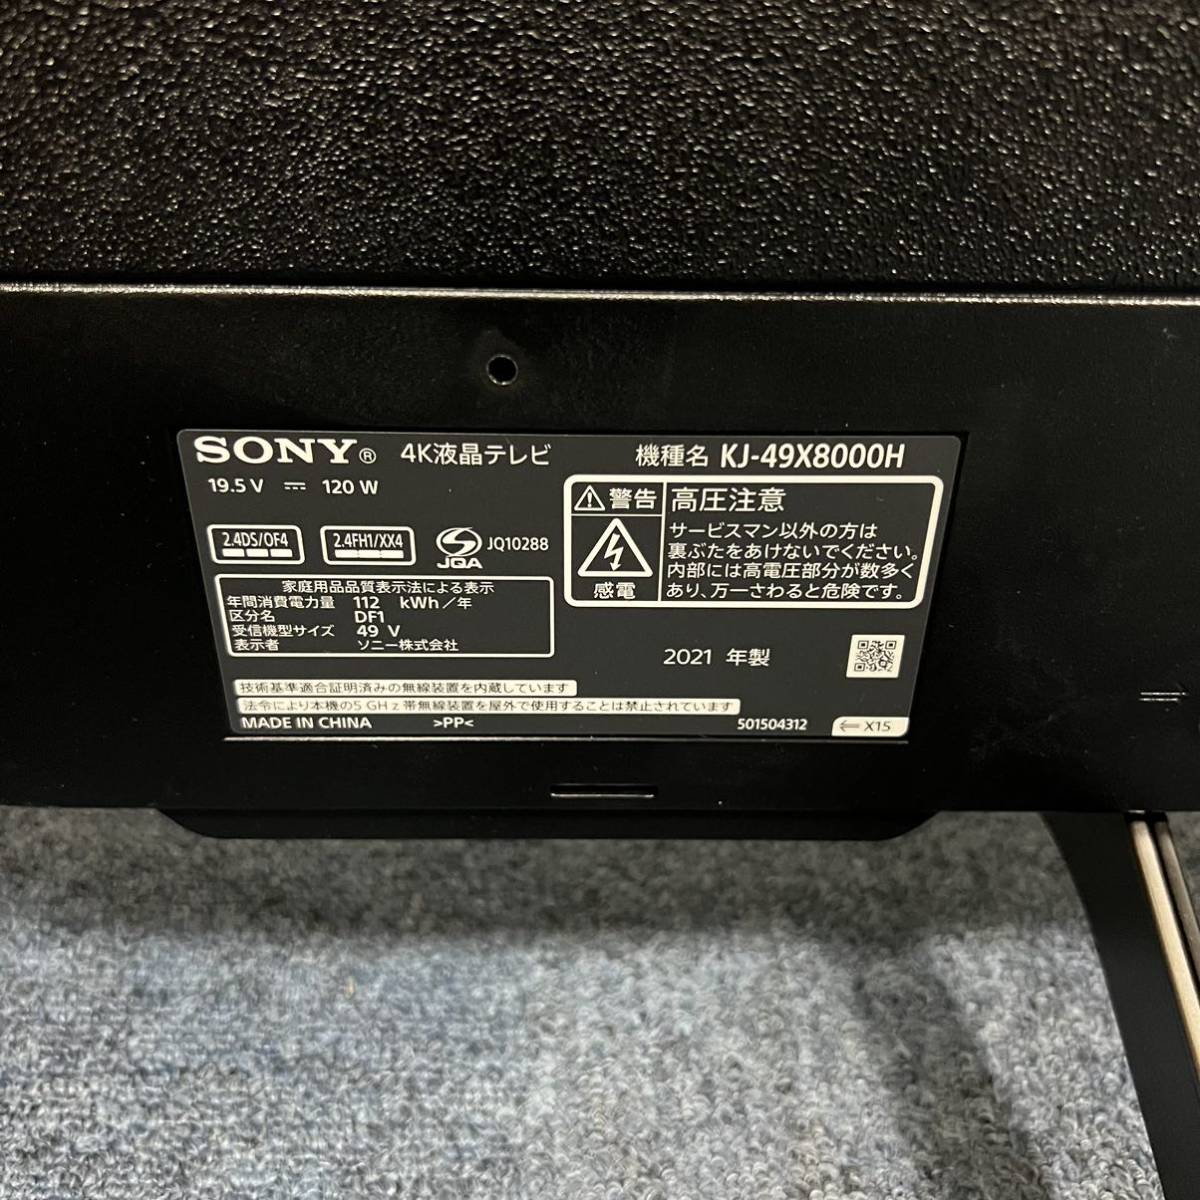 SONY® 4K液晶テレビ 機種名 KJ-49X8000H
19.5 V ⎓ 120 W
2.4DS/OF4 2.4FH1/XX4 JQA JQ10288
⚠警告 高圧注意
サービスマン以外の方は
裏ぶたをあけないでください。
内部には高電圧部分が数多く
あり、万一さわると危険です。
感電
家庭用品品質表示法による表示
年間消費電力量 112 kWh/年
区分名 DF1
受信機型サイズ 49 V
表示者 ソニー株式会社
2021 年製
技術基準適合証明済みの無線装置を内蔵しています
法令により本機の5 GHz帯無線装置を屋外で使用することは禁止されています
MADE IN CHINA >PP< 501504312 ⇐ X15